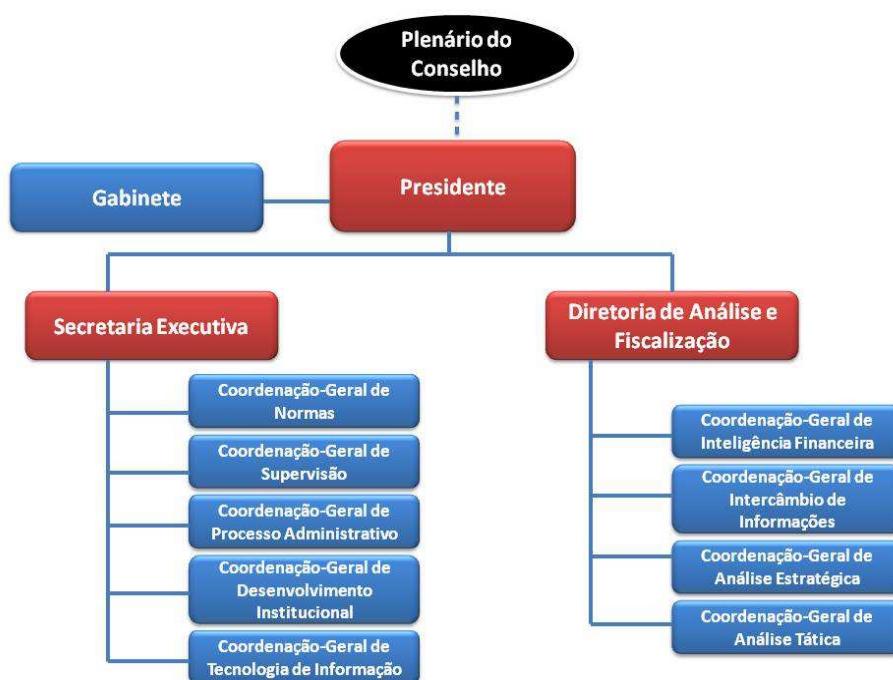 Plenário do
Conselho
Gabinete
Presidente
Secretaria Executiva
Diretoria de Análise e
Fiscalização
Coordenação-Geral de
Normas
Coordenação-Geral de
Supervisão
Coordenação-Geral de
Processo Administrativo
Coordenação-Geral de
Desenvolvimento
Institucional
Coordenação-Geral de
Tecnologia de Informação
Coordenação-Geral de
Inteligência Financeira
Coordenação-Geral de
Intercâmbio de
Informações
Coordenação-Geral de
Análise Estratégica
Coordenação-Geral de
Análise Tática